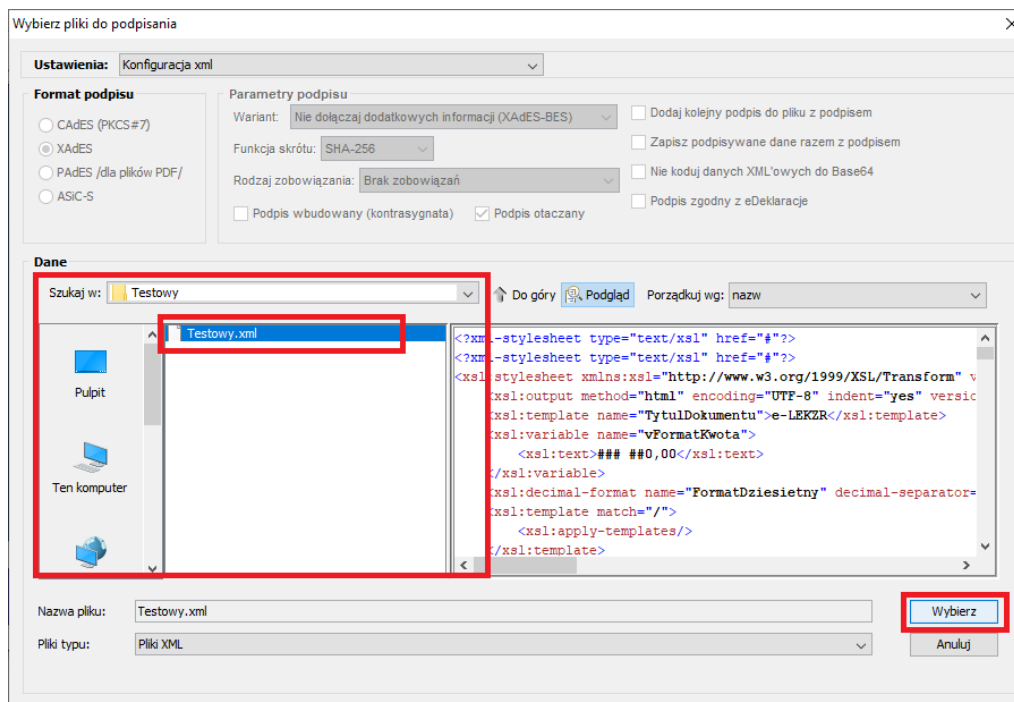 Wybierz pliki do podpisania
Ustawienia: Konfiguracja xml
Format podpisu
CAdES (PKCS#7)
XAdES
PAdES /dla plików PDF/
ASiC-S
Parametry podpisu
Wariant: Nie dołączaj dodatkowych informacji (XAdES-BES)
Funkcja skrótu: SHA-256
Rodzaj zobowiązania: Brak zobowiązań
Podpis wbudowany (kontrasygnata) Podpis otaczany
Dodaj kolejny podpis do pliku z podpisem
Zapisz podpisywane dane razem z podpisem
Nie koduj danych XML'owych do Base64
Podpis zgodny z eDeklaracje
Dane
Szukaj w: Testowy Do góry Podgląd Porządkuj wg: nazw
Pulpit
Ten komputer
Testowy.xml
<?xml-stylesheet type="text/xsl" href="#"?>
<?xml-stylesheet type="text/xsl" href="#"?>
<xsl:stylesheet xmlns:xsl="http://www.w3.org/1999/XSL/Transform" v
<xsl:output method="html" encoding="UTF-8" indent="yes" versio
<xsl:template name="TytulDokumentu">e-LEKZR</xsl:template>
<xsl:variable name="vFormatKwota">
<xsl:text>### ##0,00</xsl:text>
</xsl:variable>
<xsl:decimal-format name="FormatDziesietny" decimal-separator=
<xsl:template match="/">
<xsl:apply-templates/>
</xsl:template>
Nazwa pliku: Testowy.xml Wybierz
Pliki typu: Pliki XML Anuluj